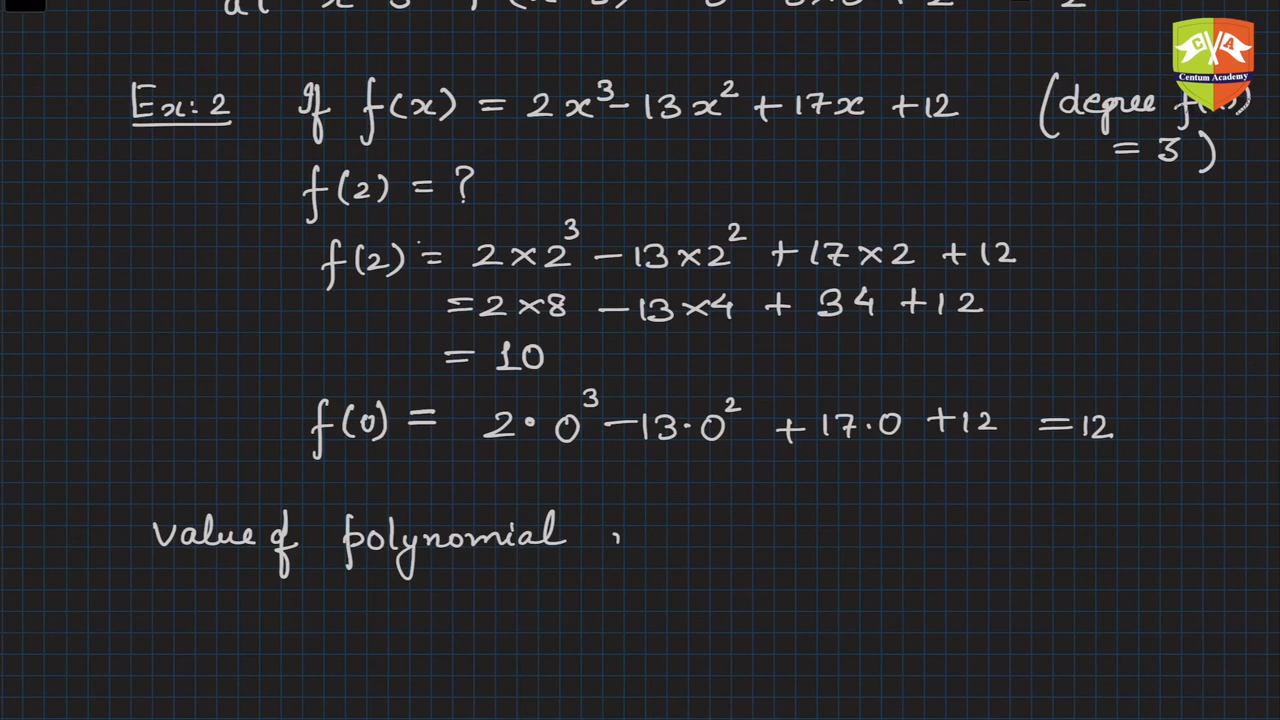 Ex: 2 If f(x) = 2x³ - 13x² + 17x + 12 (degree f(x)
= 3)
f(2) = ?
f(2) = 2 × 2³ - 13 × 2² + 17 × 2 + 12
= 2 × 8 - 13 × 4 + 34 + 12
= 10
f(0) = 2 · 0³ - 13 · 0² + 17 · 0 + 12 = 12
value of polynomial
CA
Centum Academy